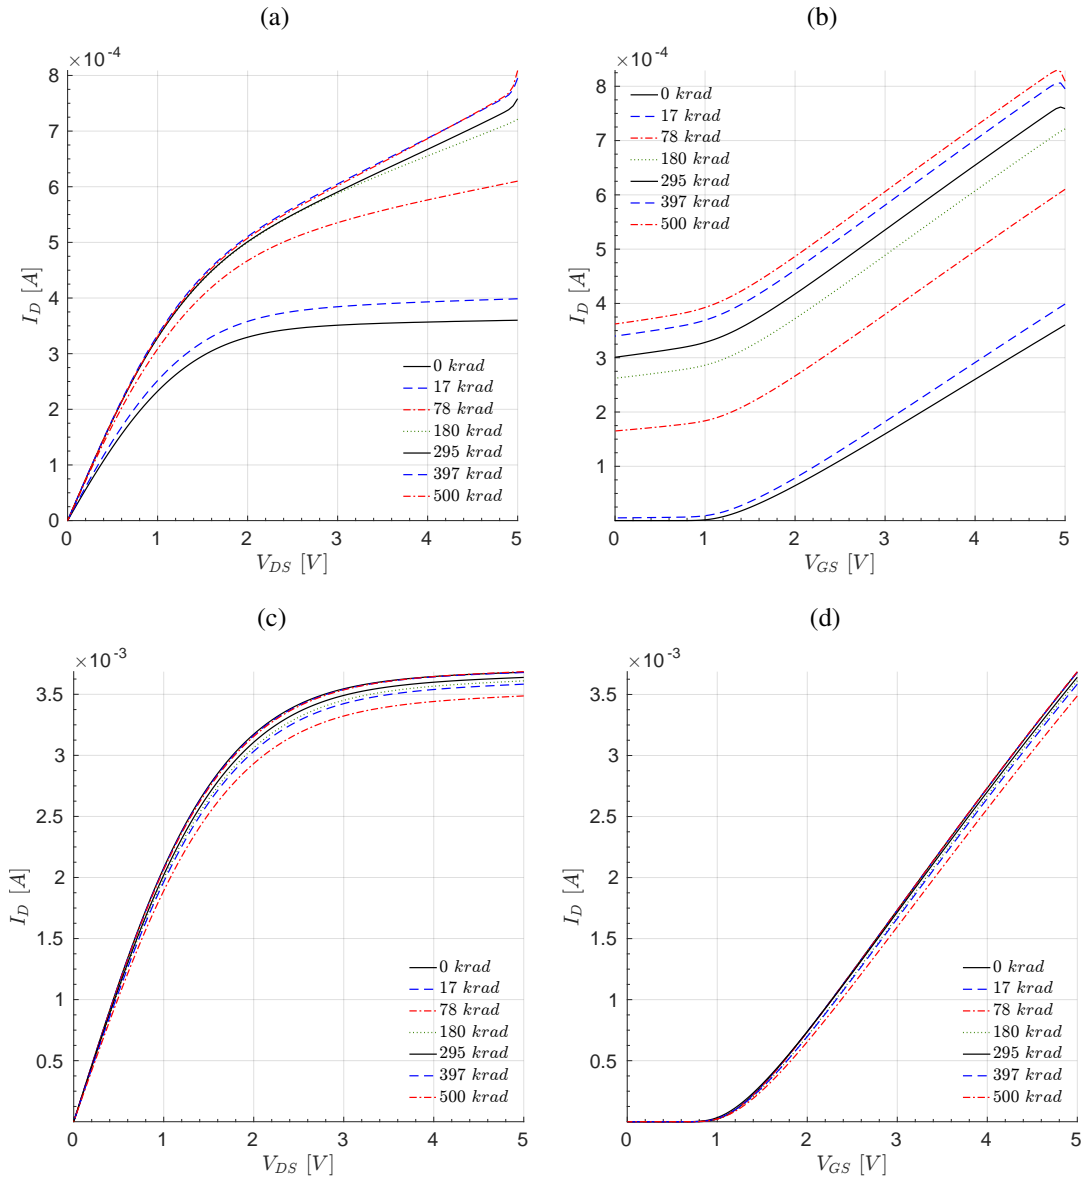 (a)
×10⁻⁴
8
7
6
5
4
3
2
1
0
0 1 2 3 4 5
I_D [A]
V_DS [V]
0 krad
17 krad
78 krad
180 krad
295 krad
397 krad
500 krad
(b)
×10⁻⁴
8
7
6
5
4
3
2
1
0 1 2 3 4 5
I_D [A]
V_GS [V]
0 krad
17 krad
78 krad
180 krad
295 krad
397 krad
500 krad
(c)
×10⁻³
3.5
3
2.5
2
1.5
1
0.5
0 1 2 3 4 5
I_D [A]
V_DS [V]
0 krad
17 krad
78 krad
180 krad
295 krad
397 krad
500 krad
(d)
×10⁻³
3.5
3
2.5
2
1.5
1
0.5
0 1 2 3 4 5
I_D [A]
V_GS [V]
0 krad
17 krad
78 krad
180 krad
295 krad
397 krad
500 krad